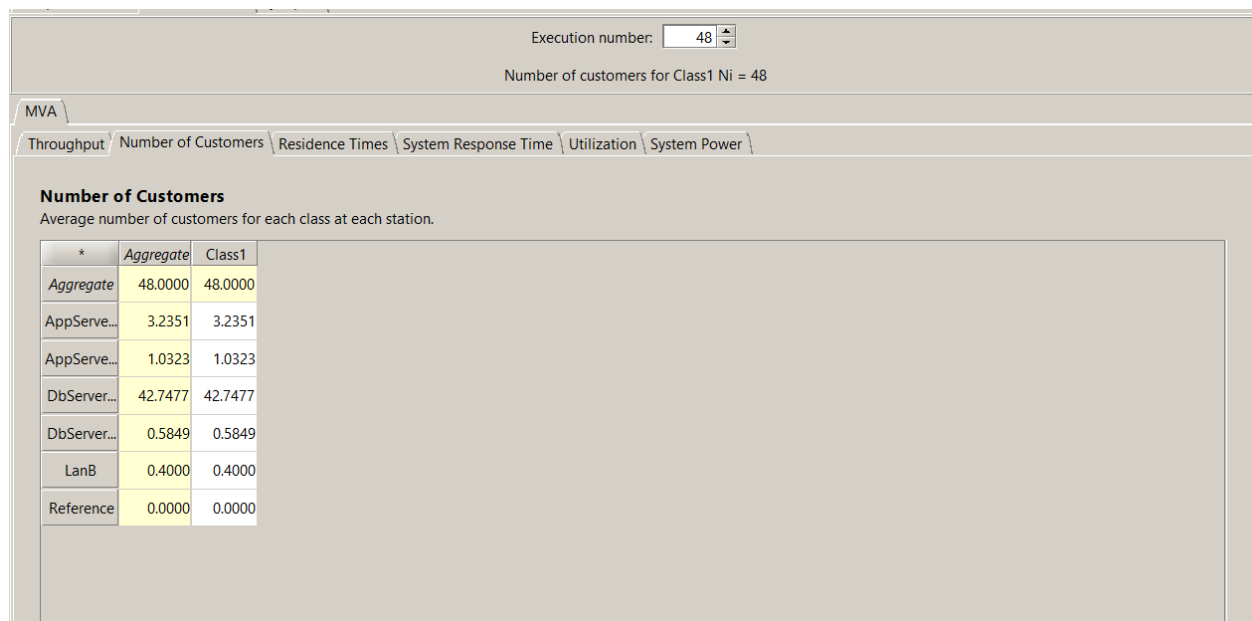 Execution number: 48
Number of customers for Class1 Ni = 48
MVA
Throughput Number of Customers Residence Times System Response Time Utilization System Power
Number of Customers
Average number of customers for each class at each station.
* Aggregate Class1
Aggregate 48.0000 48.0000
AppServe... 3.2351 3.2351
AppServe... 1.0323 1.0323
DbServer... 42.7477 42.7477
DbServer... 0.5849 0.5849
LanB 0.4000 0.4000
Reference 0.0000 0.0000